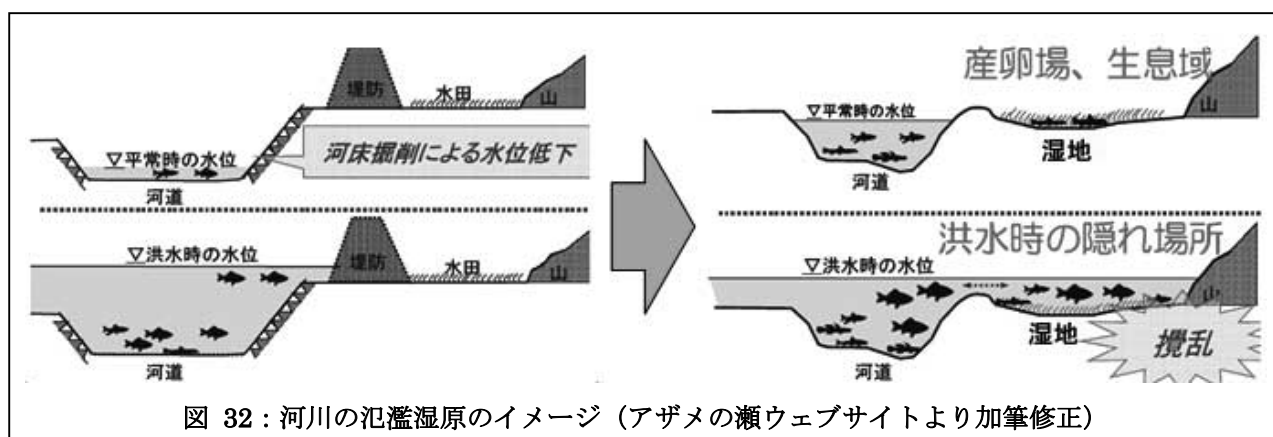 堤防
水田
山
▽平常時の水位
河床掘削による水位低下
河道
▽洪水時の水位
堤防
水田
山
河道
産卵場、生息域
▽平常時の水位
山
湿地
河道
洪水時の隠れ場所
▽洪水時の水位
山
湿地
攪乱
河道
図 32：河川の氾濫湿原のイメージ（アザメの瀬ウェブサイトより加筆修正）